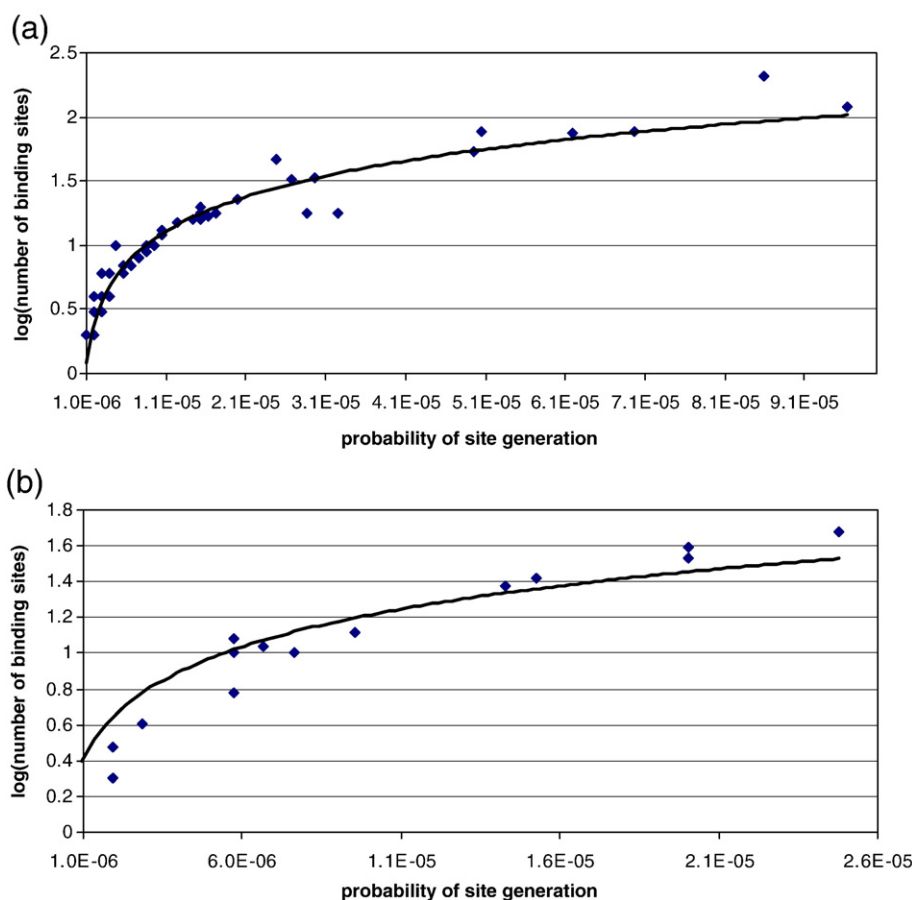 (a)
log(number of binding sites)
2.5
2
1.5
1
0.5
0
1.0E-06 1.1E-05 2.1E-05 3.1E-05 4.1E-05 5.1E-05 6.1E-05 7.1E-05 8.1E-05 9.1E-05
probability of site generation
(b)
log(number of binding sites)
1.8
1.6
1.4
1.2
1
0.8
0.6
0.4
0.2
0
1.0E-06 6.0E-06 1.1E-05 1.6E-05 2.1E-05 2.6E-05
probability of site generation